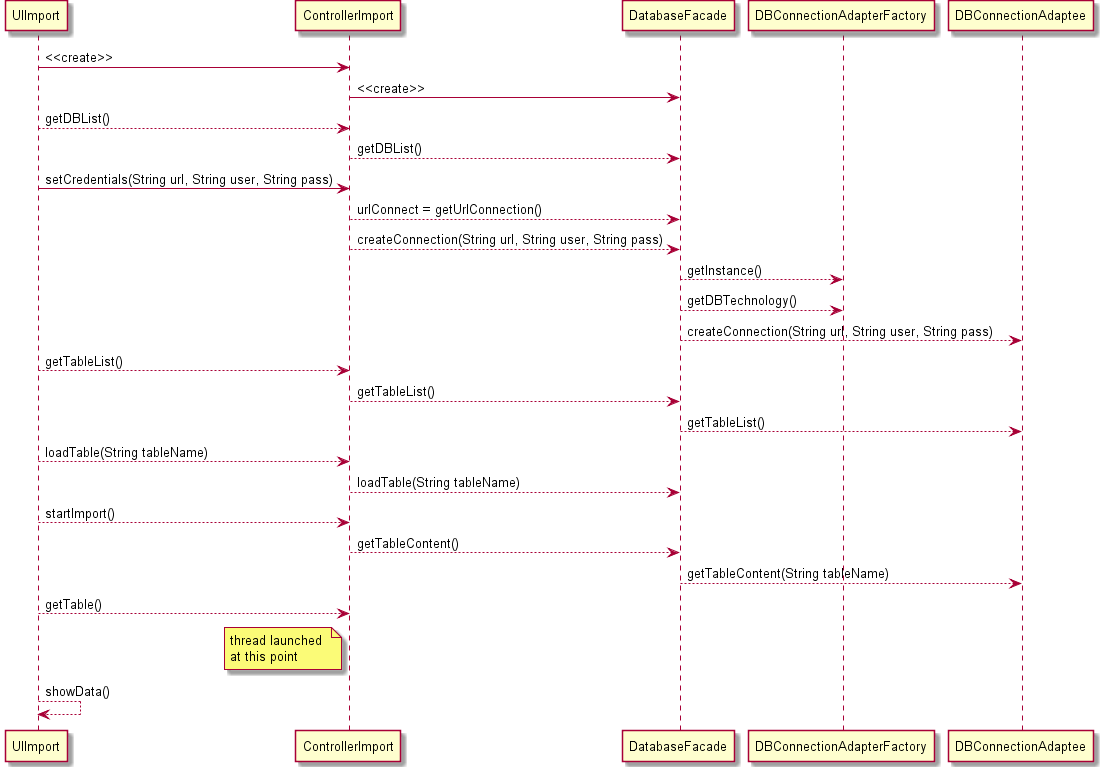 UIImport
ControllerImport
DatabaseFacade
DBConnectionAdapterFactory
DBConnectionAdaptee
<<create>>
<<create>>
getDBList()
getDBList()
setCredentials(String url, String user, String pass)
urlConnect = getUrlConnection()
createConnection(String url, String user, String pass)
getInstance()
getDBTechnology()
createConnection(String url, String user, String pass)
getTableList()
getTableList()
getTableList()
loadTable(String tableName)
loadTable(String tableName)
startImport()
getTableContent()
getTableContent(String tableName)
getTable()
thread launched
at this point
showData()
UIImport
ControllerImport
DatabaseFacade
DBConnectionAdapterFactory
DBConnectionAdaptee